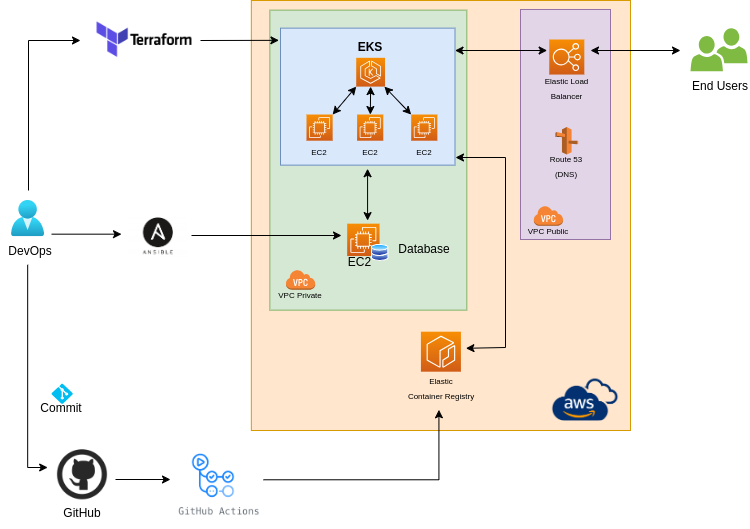 Terraform
EKS
EC2
EC2
EC2
Elastic Load
Balancer
End Users
Route 53
(DNS)
VPC
VPC Public
DevOps
ANSIBLE
EC2
Database
VPC
VPC Private
Elastic
Container Registry
aws
Commit
GitHub
GitHub Actions